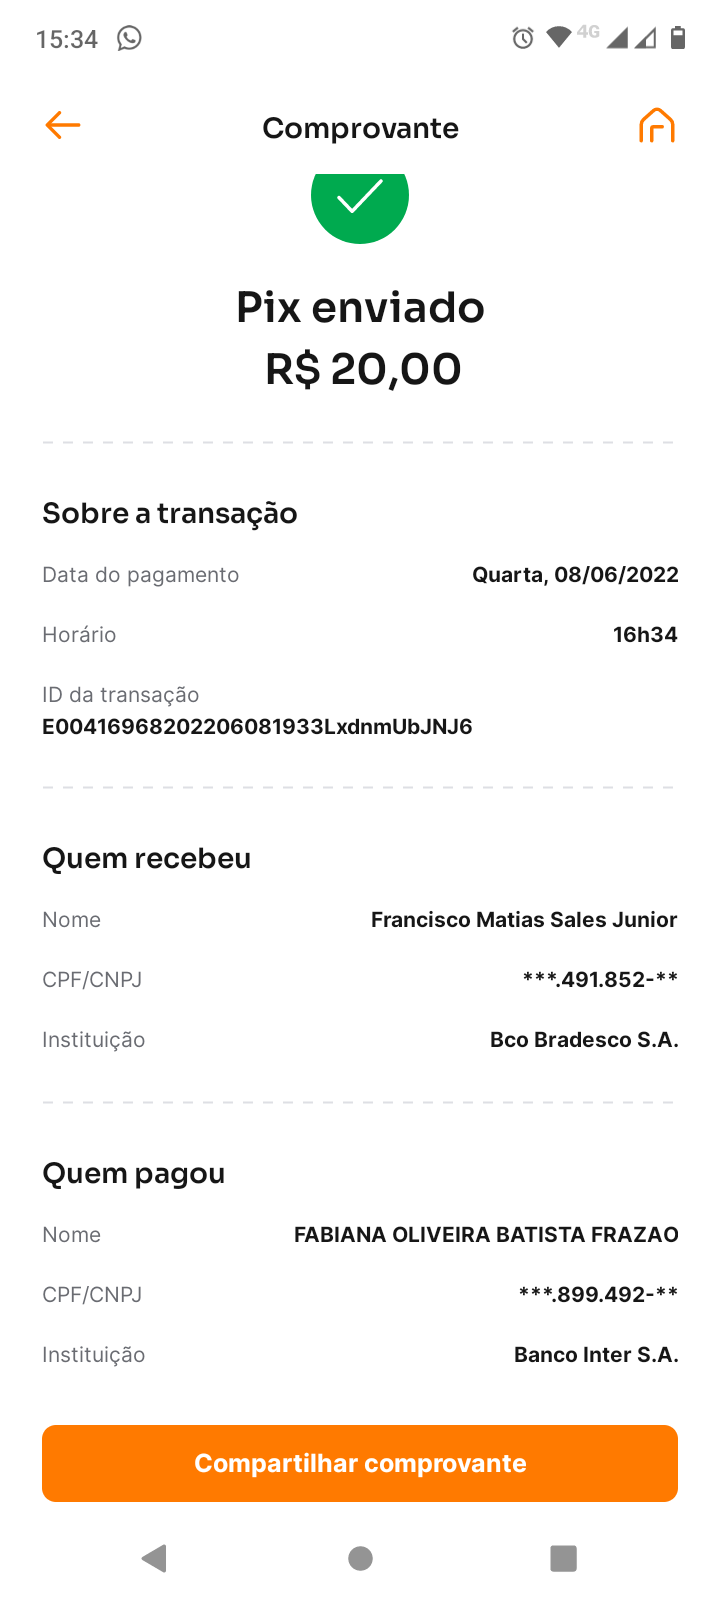 15:34
4G
Comprovante
Pix enviado
R$ 20,00
Sobre a transação
Data do pagamento Quarta, 08/06/2022
Horário 16h34
ID da transação
E00416968202206081933LxdnmUbJNJ6
Quem recebeu
Nome Francisco Matias Sales Junior
CPF/CNPJ ***.491.852-**
Instituição Bco Bradesco S.A.
Quem pagou
Nome FABIANA OLIVEIRA BATISTA FRAZAO
CPF/CNPJ ***.899.492-**
Instituição Banco Inter S.A.
Compartilhar comprovante